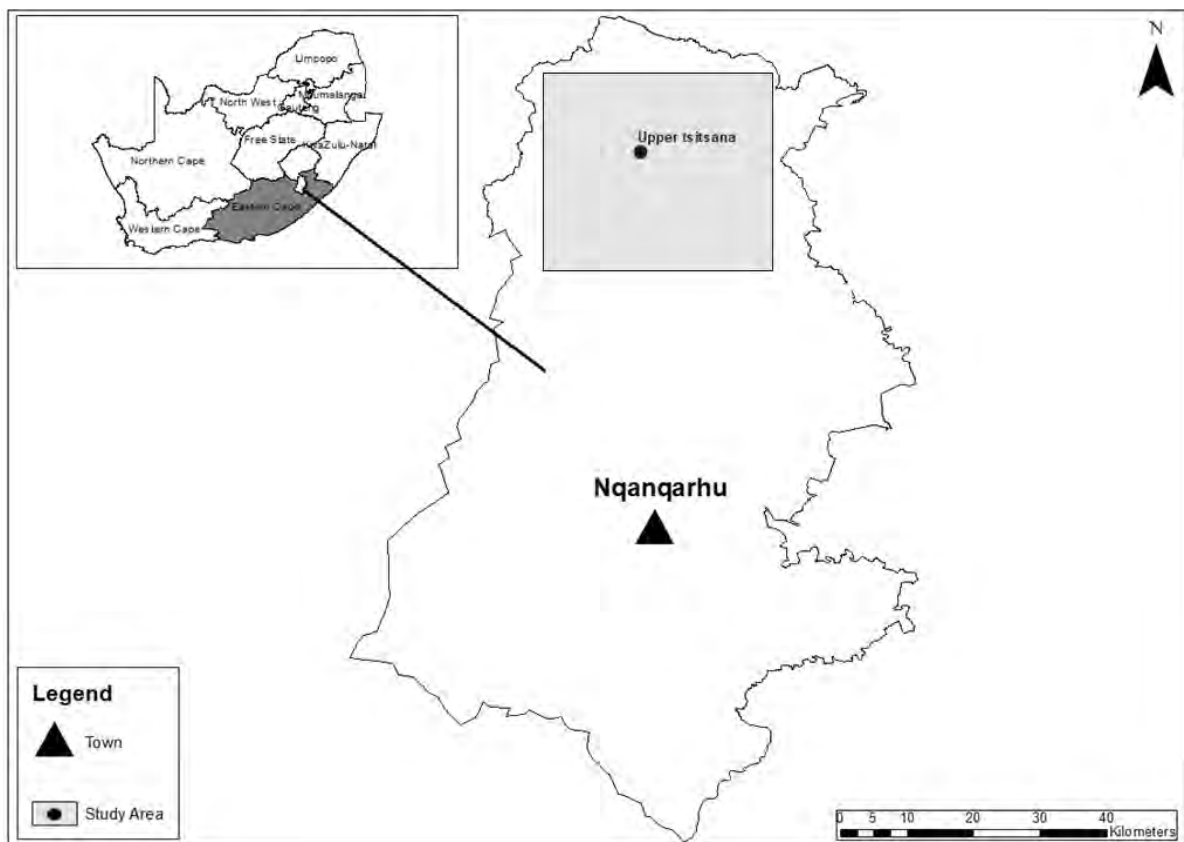 Limpopo
Mpumalanga
North West
Gauteng
Free State
KwaZulu-Natal
Northern Cape
Eastern Cape
Western Cape
N
Upper tsitsana
Nqanqarhu
Legend
Town
Study Area
0 5 10 20 30 40
Kilometers